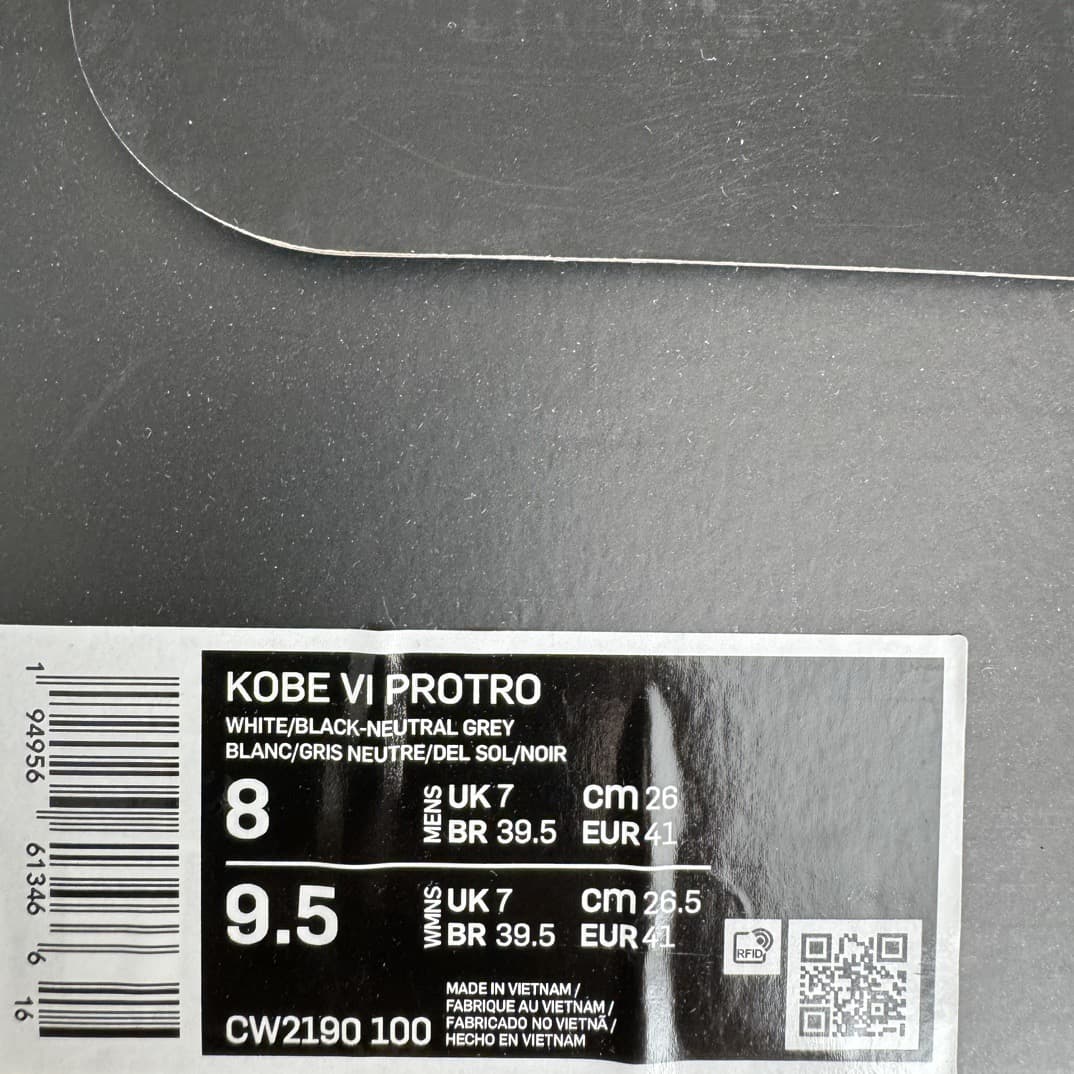 KOBE VI PROTRO
WHITE/BLACK-NEUTRAL GREY
BLANC/GRIS NEUTRE/DEL SOL/NOIR
8 MENS UK 7 cm 26
BR 39.5 EUR 41
9.5 WMNS UK 7 cm 26.5
BR 39.5 EUR 41
RFID
MADE IN VIETNAM /
FABRIQUE AU VIETNAM /
FABRICADO NO VIETNÃ /
HECHO EN VIETNAM
CW2190 100
1 94956 61346 6 16